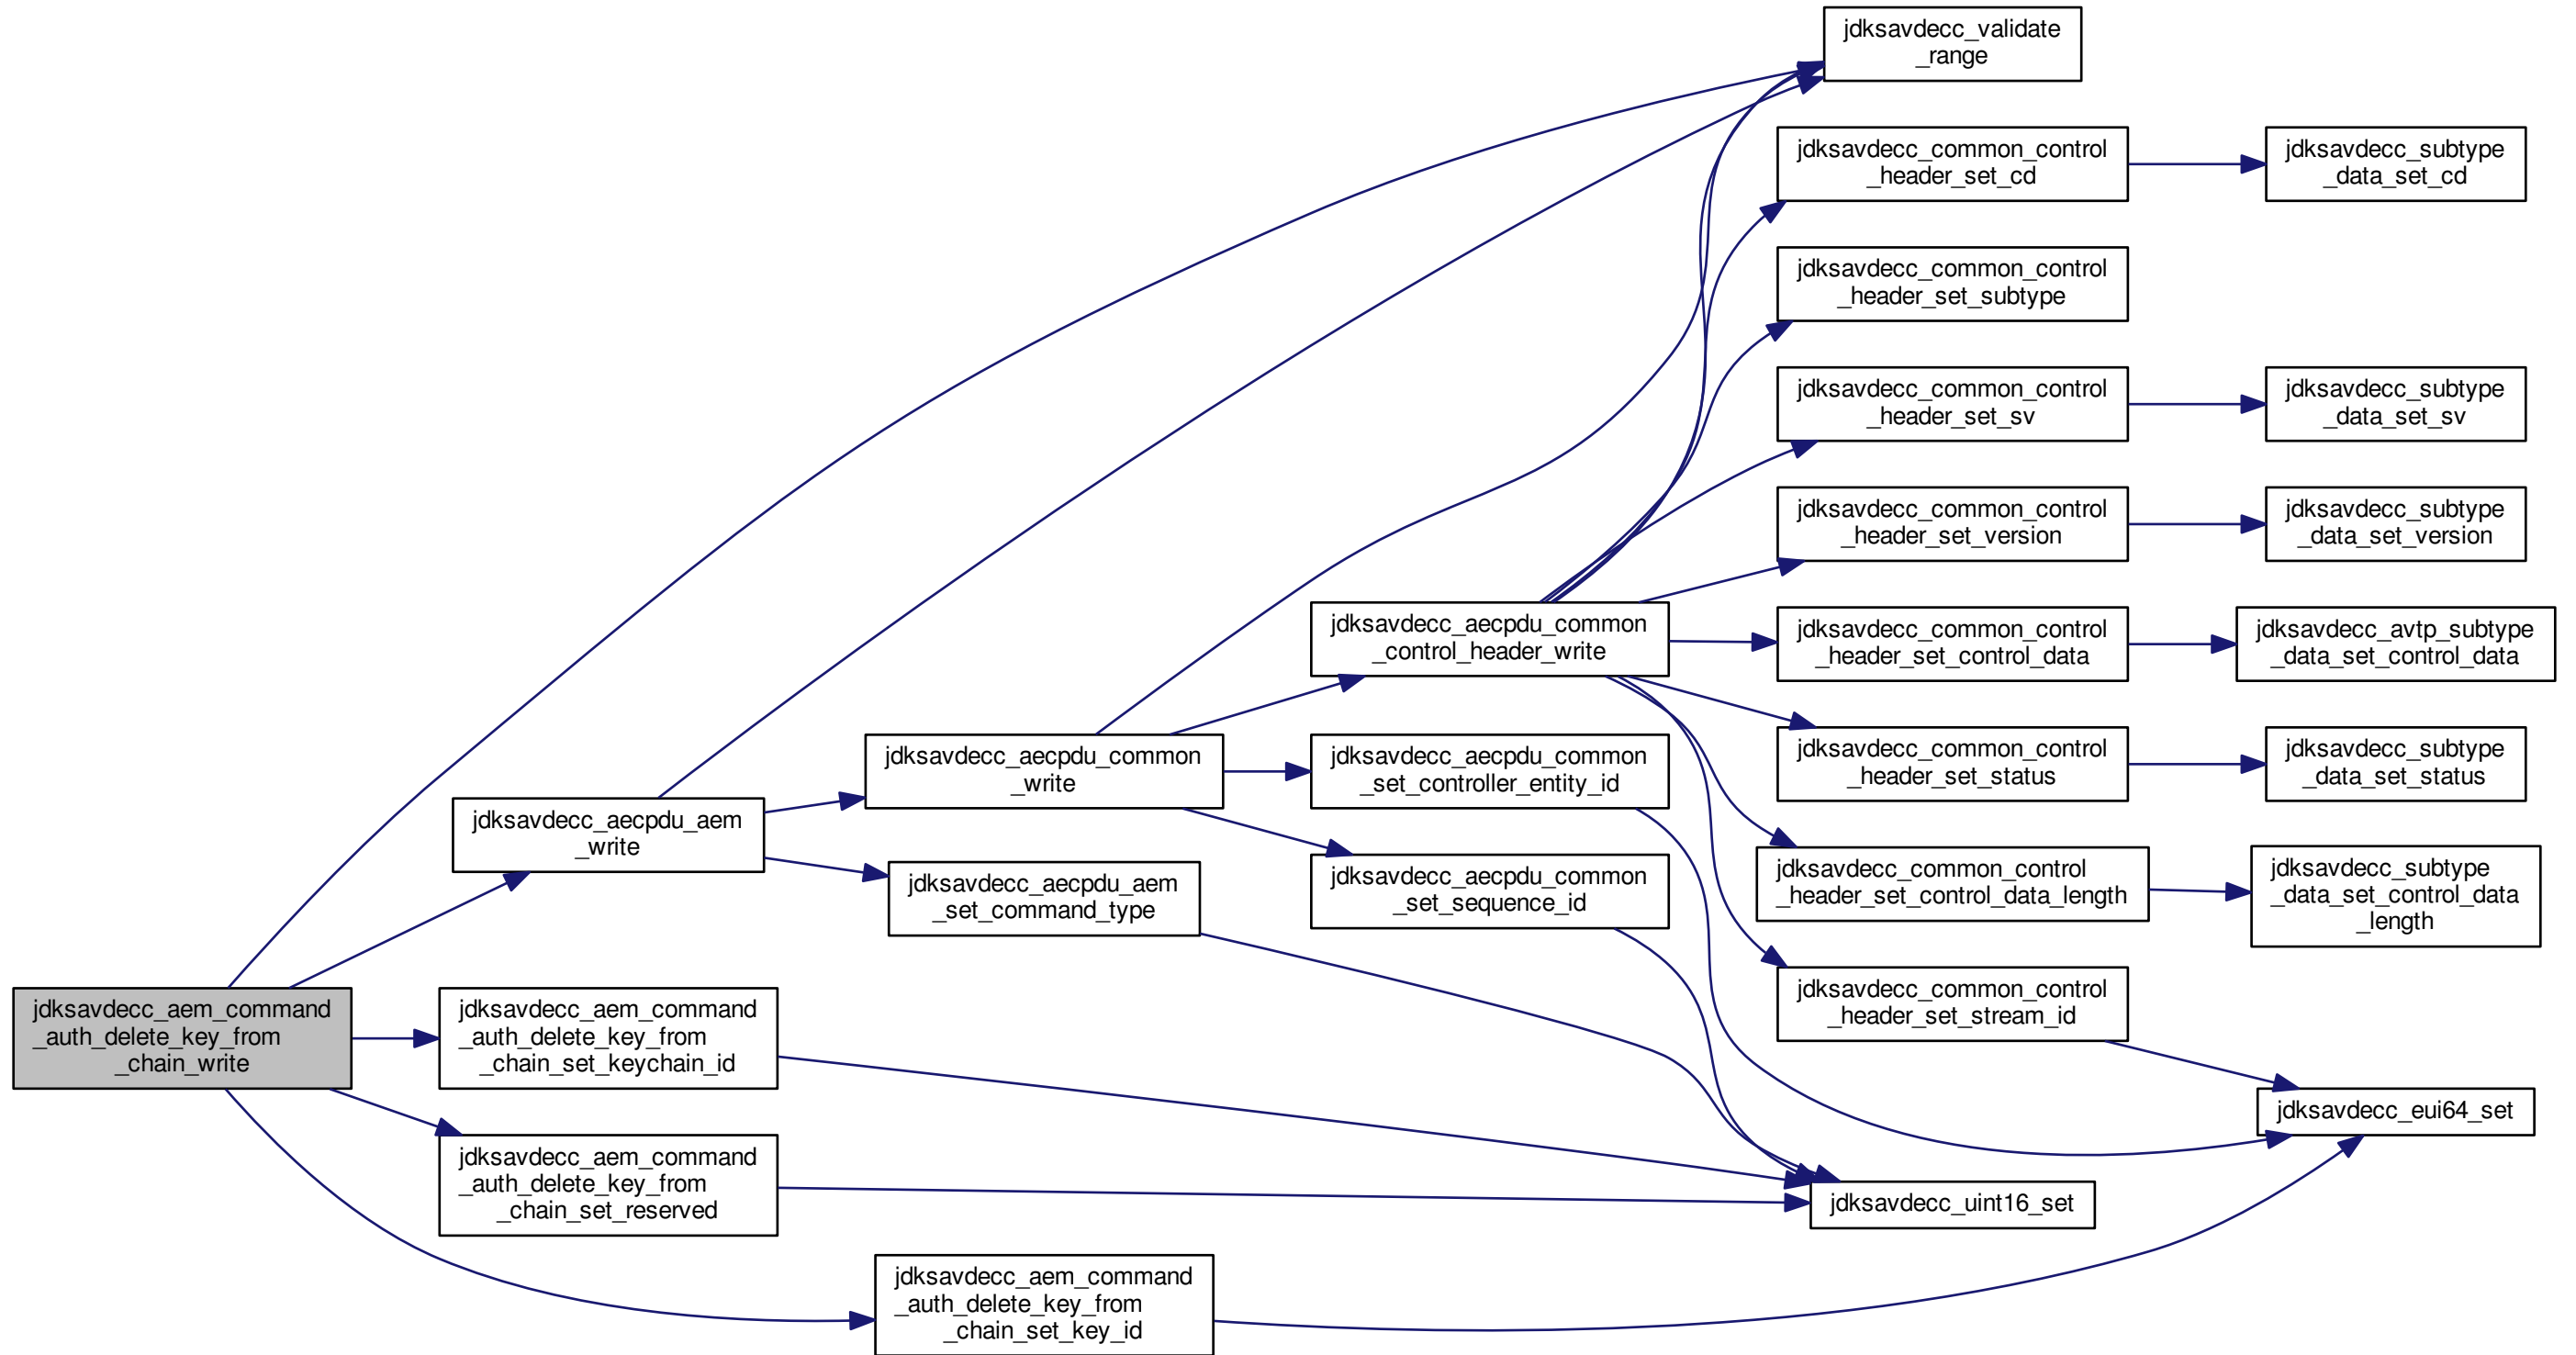 jdksavdecc_validate
_range
jdksavdecc_common_control
_header_set_cd
jdksavdecc_subtype
_data_set_cd
jdksavdecc_common_control
_header_set_subtype
jdksavdecc_common_control
_header_set_sv
jdksavdecc_subtype
_data_set_sv
jdksavdecc_common_control
_header_set_version
jdksavdecc_subtype
_data_set_version
jdksavdecc_aecpdu_common
_control_header_write
jdksavdecc_common_control
_header_set_control_data
jdksavdecc_avtp_subtype
_data_set_control_data
jdksavdecc_aecpdu_common
_write
jdksavdecc_aecpdu_common
_set_controller_entity_id
jdksavdecc_common_control
_header_set_status
jdksavdecc_subtype
_data_set_status
jdksavdecc_aecpdu_aem
_write
jdksavdecc_aecpdu_aem
_set_command_type
jdksavdecc_aecpdu_common
_set_sequence_id
jdksavdecc_common_control
_header_set_control_data_length
jdksavdecc_subtype
_data_set_control_data
_length
jdksavdecc_aem_command
_auth_delete_key_from
_chain_write
jdksavdecc_aem_command
_auth_delete_key_from
_chain_set_keychain_id
jdksavdecc_common_control
_header_set_stream_id
jdksavdecc_eui64_set
jdksavdecc_aem_command
_auth_delete_key_from
_chain_set_reserved
jdksavdecc_uint16_set
jdksavdecc_aem_command
_auth_delete_key_from
_chain_set_key_id